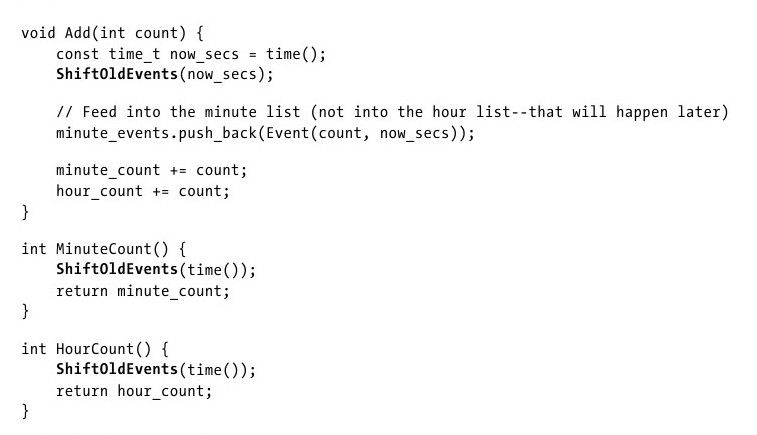 void Add(int count) {
    const time_t now_secs = time();
    ShiftOldEvents(now_secs);
    // Feed into the minute list (not into the hour list--that will happen later)
    minute_events.push_back(Event(count, now_secs));
    minute_count += count;
    hour_count += count;
}
int MinuteCount() {
    ShiftOldEvents(time());
    return minute_count;
}
int HourCount() {
    ShiftOldEvents(time());
    return hour_count;
}